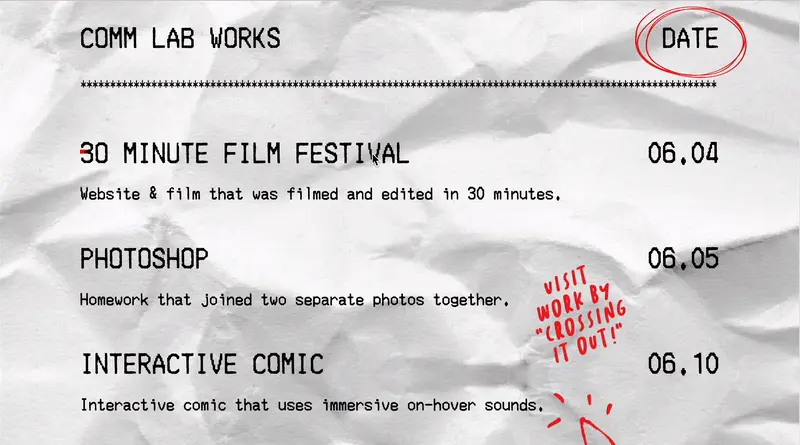 COMM LAB WORKS DATE
****************************************************************************************************************
30 MINUTE FILM FESTIVAL 06.04
Website & film that was filmed and edited in 30 minutes.
PHOTOSHOP 06.05
Homework that joined two separate photos together.
VISIT
WORK BY
"CROSSING
IT OUT!"
INTERACTIVE COMIC 06.10
Interactive comic that uses immersive on-hover sounds.